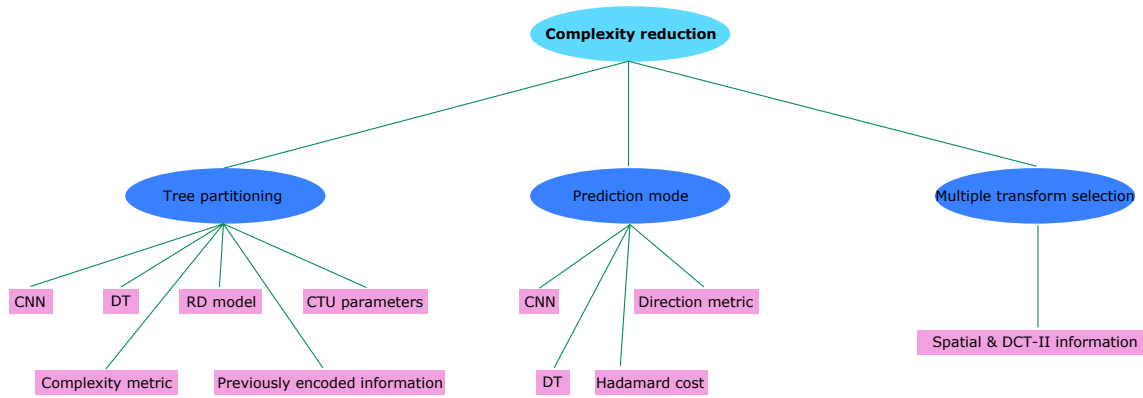 Complexity reduction
Tree partitioning
Prediction mode
Multiple transform selection
CNN
DT
RD model
CTU parameters
CNN
Direction metric
Spatial & DCT-II information
Complexity metric
Previously encoded information
DT
Hadamard cost